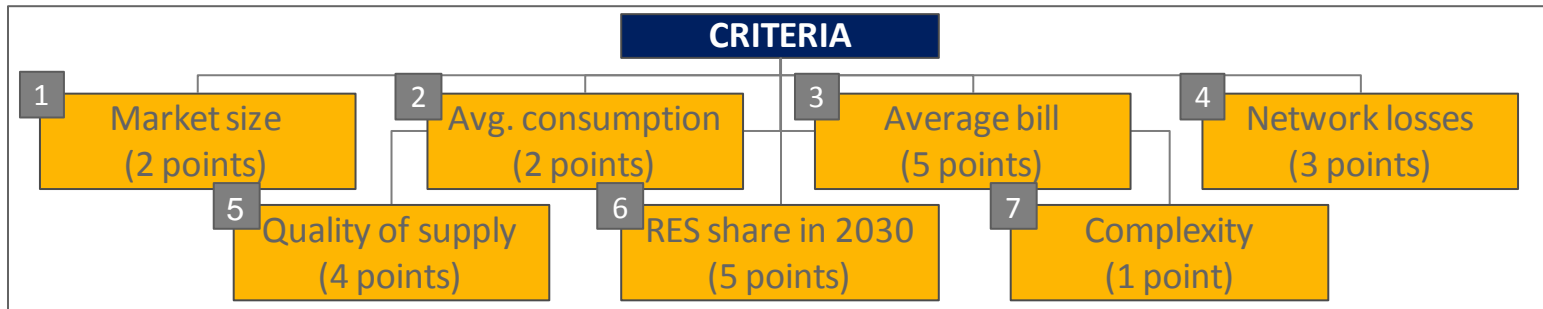 CRITERIA
1
Market size
(2 points)
2
Avg. consumption
(2 points)
3
Average bill
(5 points)
4
Network losses
(3 points)
5
Quality of supply
(4 points)
6
RES share in 2030
(5 points)
7
Complexity
(1 point)